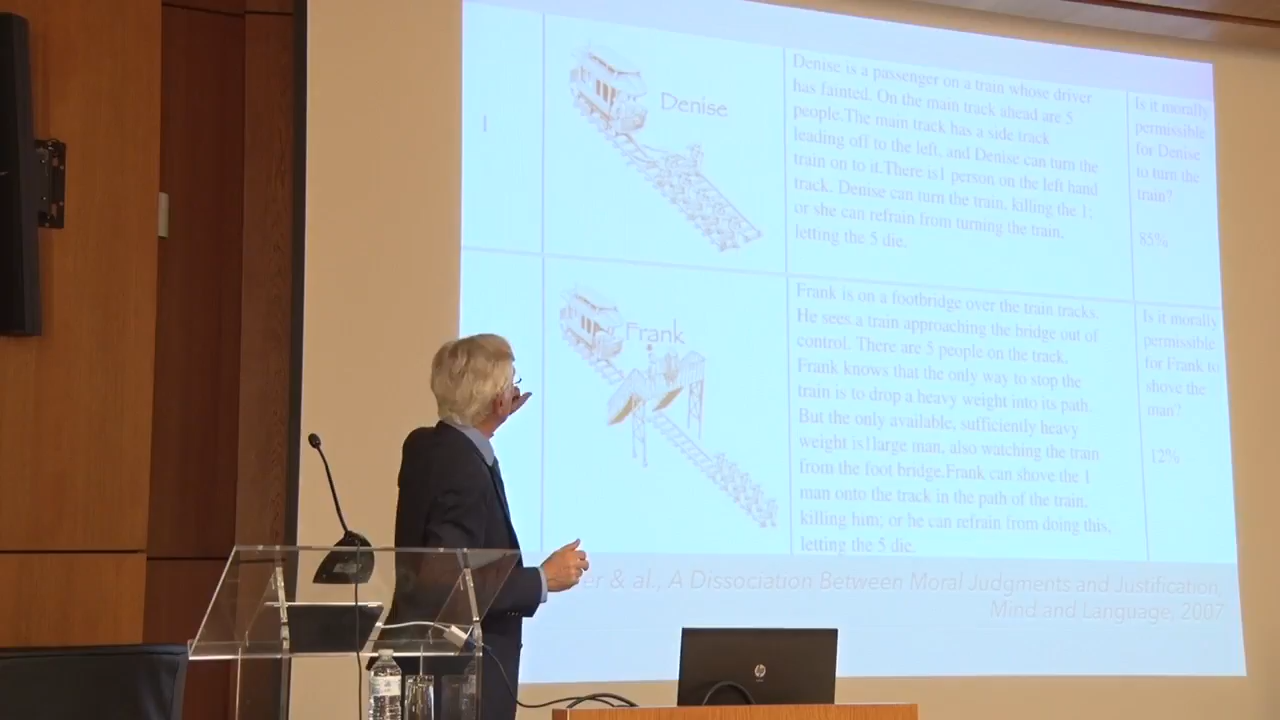 1
Denise
Denise is a passenger on a train whose driver
has fainted. On the main track ahead are 5
people.The main track has a side track
leading off to the left, and Denise can turn the
train on to it.There is1 person on the left hand
track. Denise can turn the train, killing the 1;
or she can refrain from turning the train,
letting the 5 die.
Is it morally
permissible
for Denise
to turn the
train?
85%
Frank
Frank is on a footbridge over the train tracks.
He sees a train approaching the bridge out of
control. There are 5 people on the track.
Frank knows that the only way to stop the
train is to drop a heavy weight into its path.
But the only available, sufficiently heavy
weight is1large man, also watching the train
from the foot bridge.Frank can shove the 1
man onto the track in the path of the train,
killing him; or he can refrain from doing this,
letting the 5 die.
Is it morally
permissible
for Frank to
shove the
man?
12%
& al., A Dissociation Between Moral Judgments and Justification,
Mind and Language, 2007
hp